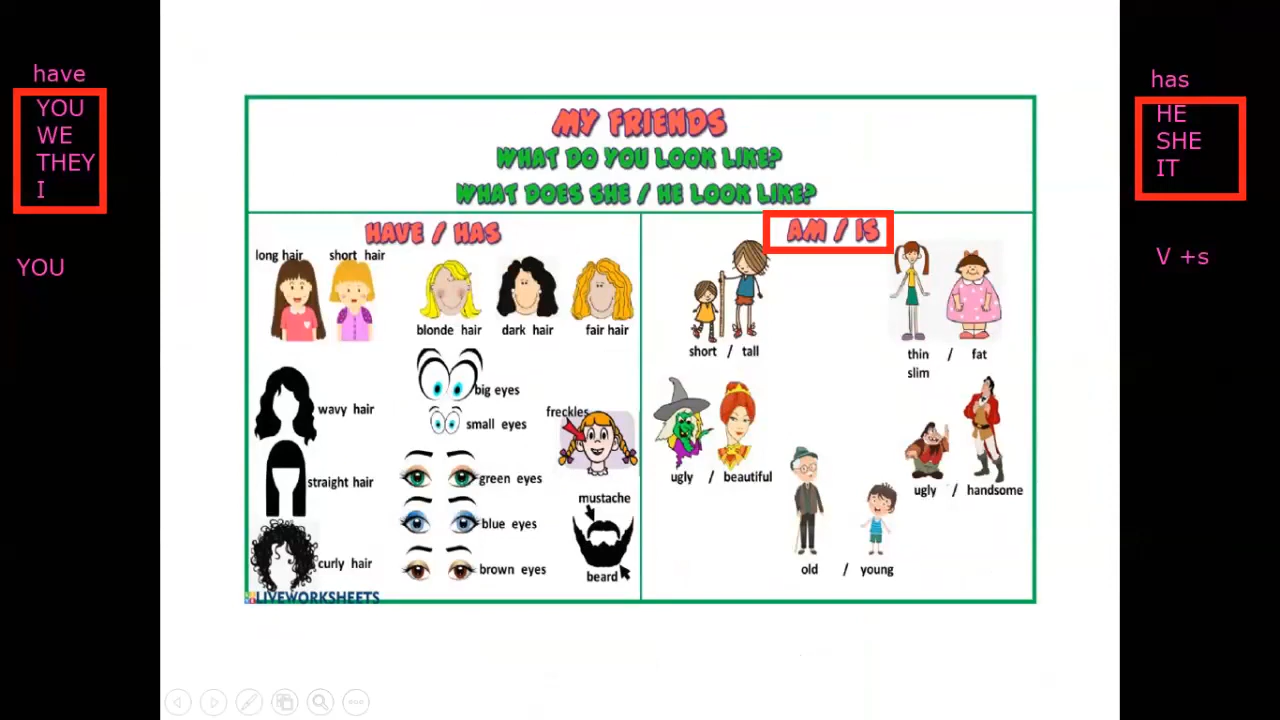 have
YOU
WE
THEY
I
YOU
has
HE
SHE
IT
V +s
MY FRIENDS
WHAT DO YOU LOOK LIKE?
WHAT DOES SHE / HE LOOK LIKE?
HAVE / HAS
long hair short hair
blonde hair dark hair fair hair
wavy hair
big eyes
small eyes
freckles
straight hair
green eyes
mustache
blue eyes
curly hair
brown eyes
beard
LIVEWORKSHEETS
AM / IS
short / tall
thin / fat
slim
ugly / beautiful
ugly / handsome
old / young